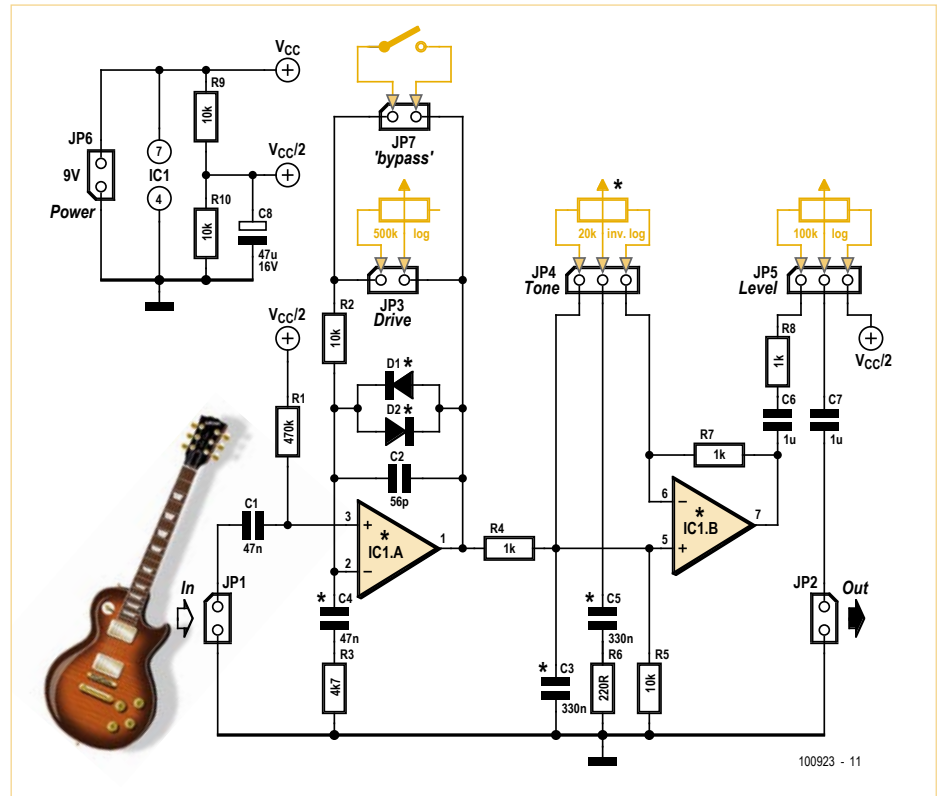 VCC
R9
10k
JP6
9V
Power
7
IC1
4
VCC/2
R10
10k
C8
47u
16V
JP7
'bypass'
500k
log
JP3
Drive
*
20k
inv. log
JP4
Tone
100k
log
JP5
Level
VCC/2
R1
470k
R2
10k
D1*
D2*
C2
56p
C1
47n
3
+
*
IC1.A
2
–
1
R4
1k
R7
1k
6
–
*
IC1.B
5
+
7
R8
1k
C6
1u
C7
1u
VCC/2
In
JP1
* C4
47n
R3
4k7
* C3
330n
* C5
330n
R6
220R
R5
10k
JP2
Out
100923 - 11